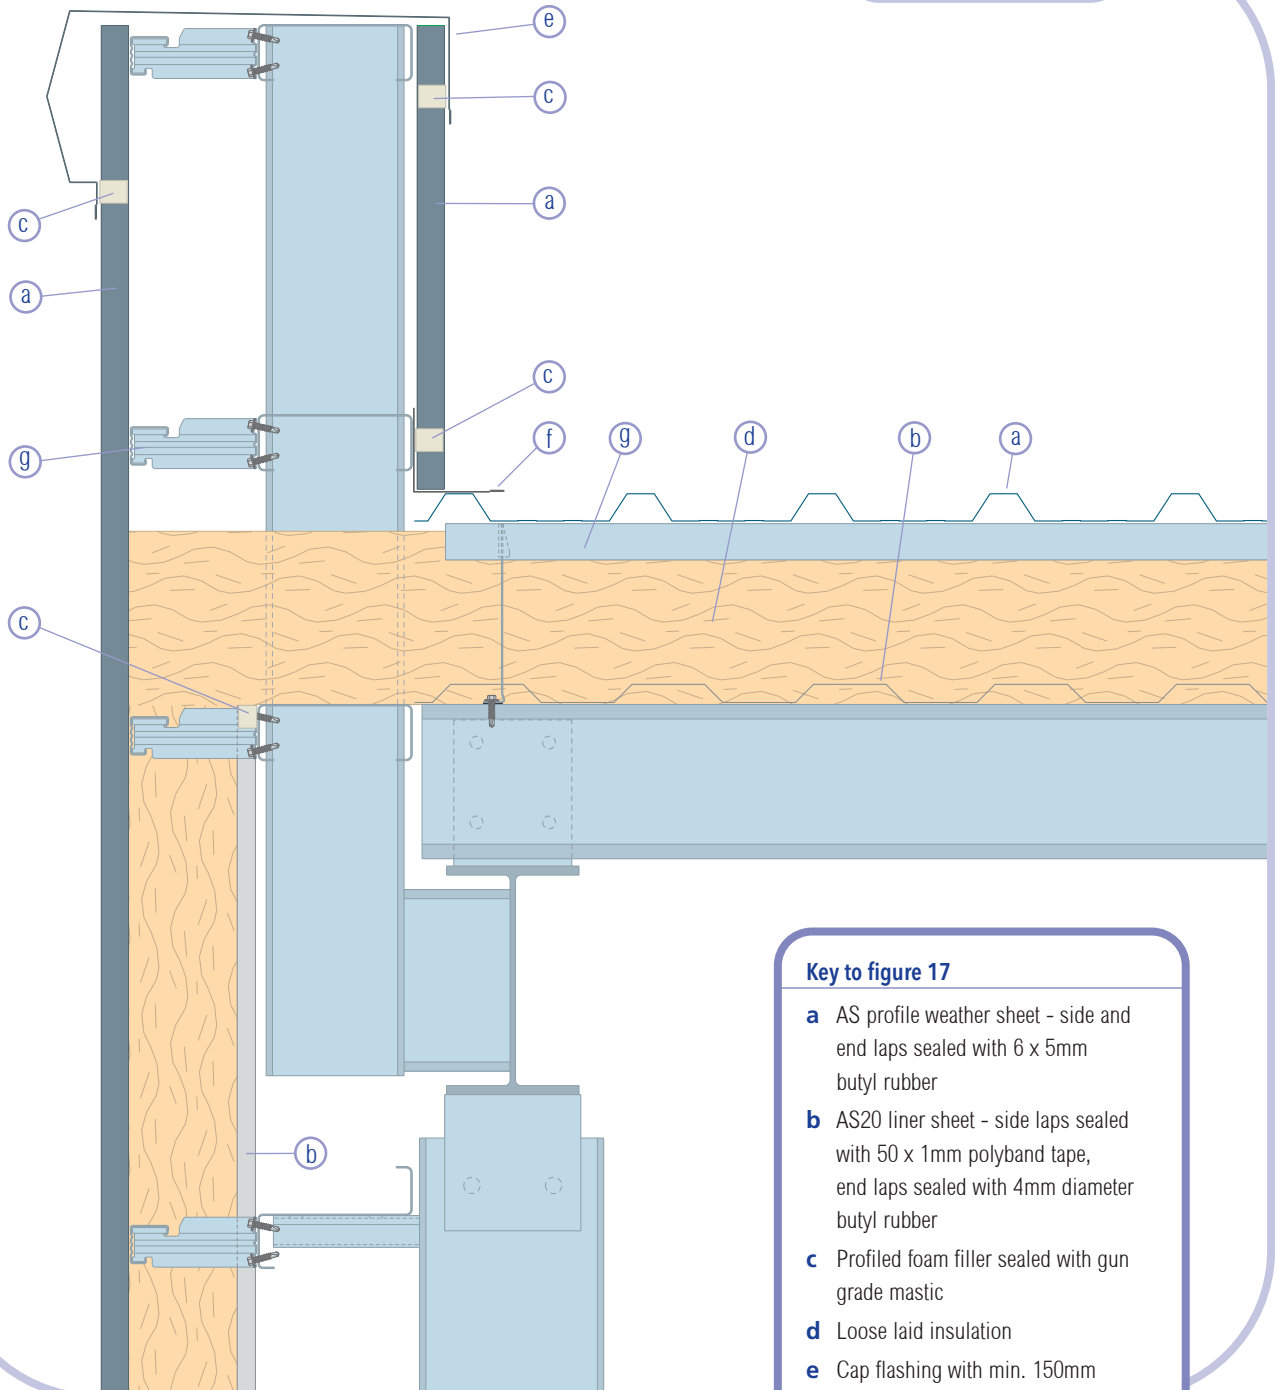 e
c
a
c
a
c
f
g
d
b
a
g
c
b
Key to figure 17
a AS profile weather sheet - side and
end laps sealed with 6 x 5mm
butyl rubber
b AS20 liner sheet - side laps sealed
with 50 x 1mm polyband tape,
end laps sealed with 4mm diameter
butyl rubber
c Profiled foam filler sealed with gun
grade mastic
d Loose laid insulation
e Cap flashing with min. 150mm